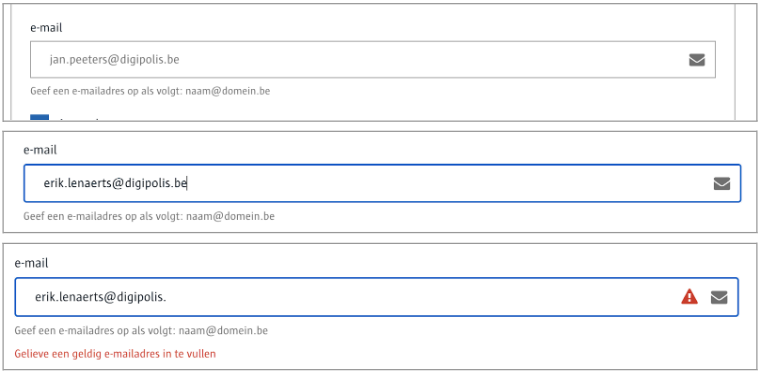 e-mail
jan.peeters@digipolis.be
Geef een e-mailadres op als volgt: naam@domein.be
e-mail
erik.lenaerts@digipolis.be
Geef een e-mailadres op als volgt: naam@domein.be
e-mail
erik.lenaerts@digipolis.
Geef een e-mailadres op als volgt: naam@domein.be
Gelieve een geldig e-mailadres in te vullen